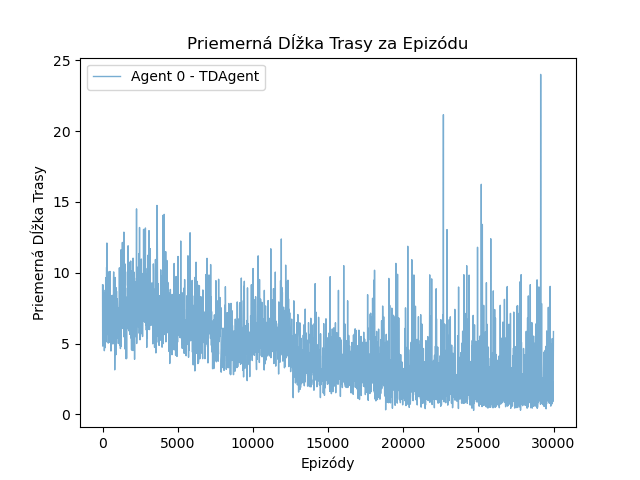 Priemerná Dĺžka Trasy za Epizódu
Agent 0 - TDAgent
Priemerná Dĺžka Trasy
25
20
15
10
5
0
0 5000 10000 15000 20000 25000 30000
Epizódy